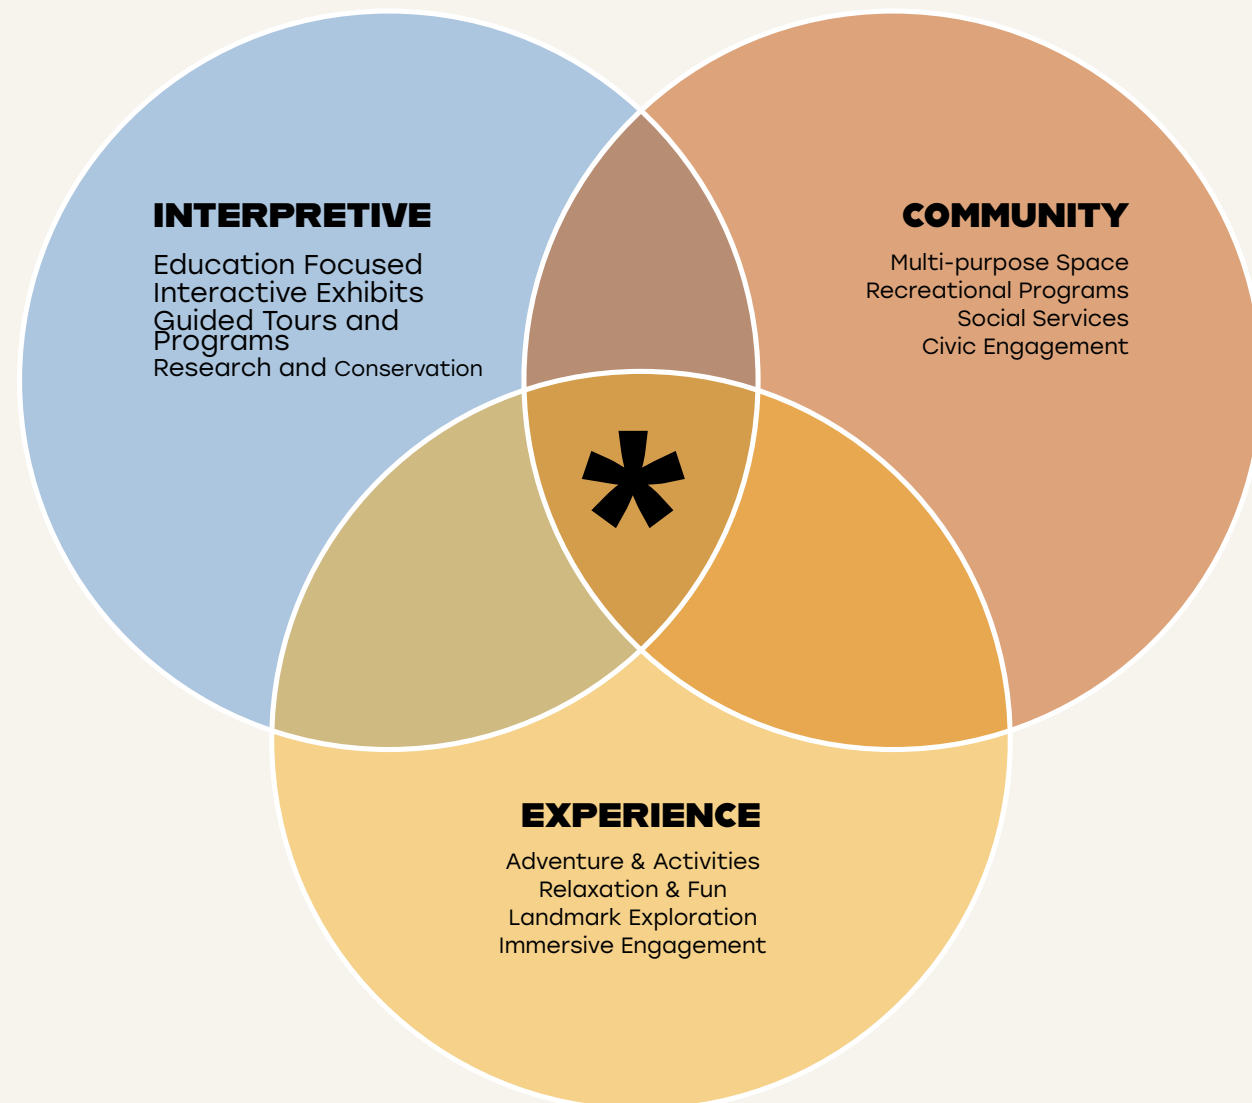 INTERPRETIVE
Education Focused
Interactive Exhibits
Guided Tours and
Programs
Research and Conservation
COMMUNITY
Multi-purpose Space
Recreational Programs
Social Services
Civic Engagement
*
EXPERIENCE
Adventure & Activities
Relaxation & Fun
Landmark Exploration
Immersive Engagement